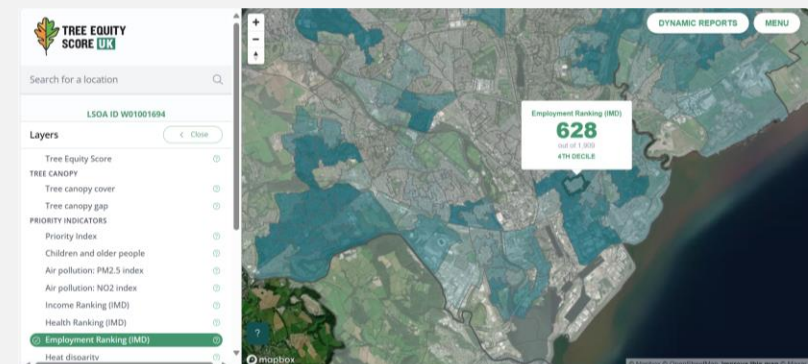 TREE EQUITY
SCORE UK
Search for a location
LSOA ID W01001694
Layers
Close
Tree Equity Score
TREE CANOPY
Tree canopy cover
Tree canopy gap
PRIORITY INDICATORS
Priority Index
Children and older people
Air pollution: PM2.5 index
Air pollution: NO2 index
Income Ranking (IMD)
Health Ranking (IMD)
Employment Ranking (IMD)
Heat disparity
+
−
DYNAMIC REPORTS
MENU
Employment Ranking (IMD)
628
out of 1,909
4TH DECILE
?
mapbox